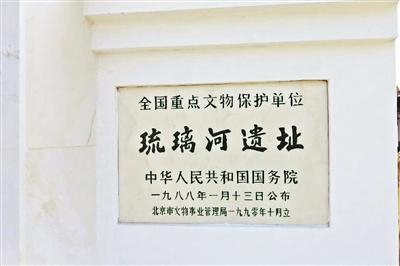 全国重点文物保护单位
琉璃河遗址
中华人民共和国国务院
一九八八年一月十三日公布
北京市文物事业管理局一九九零年十月立